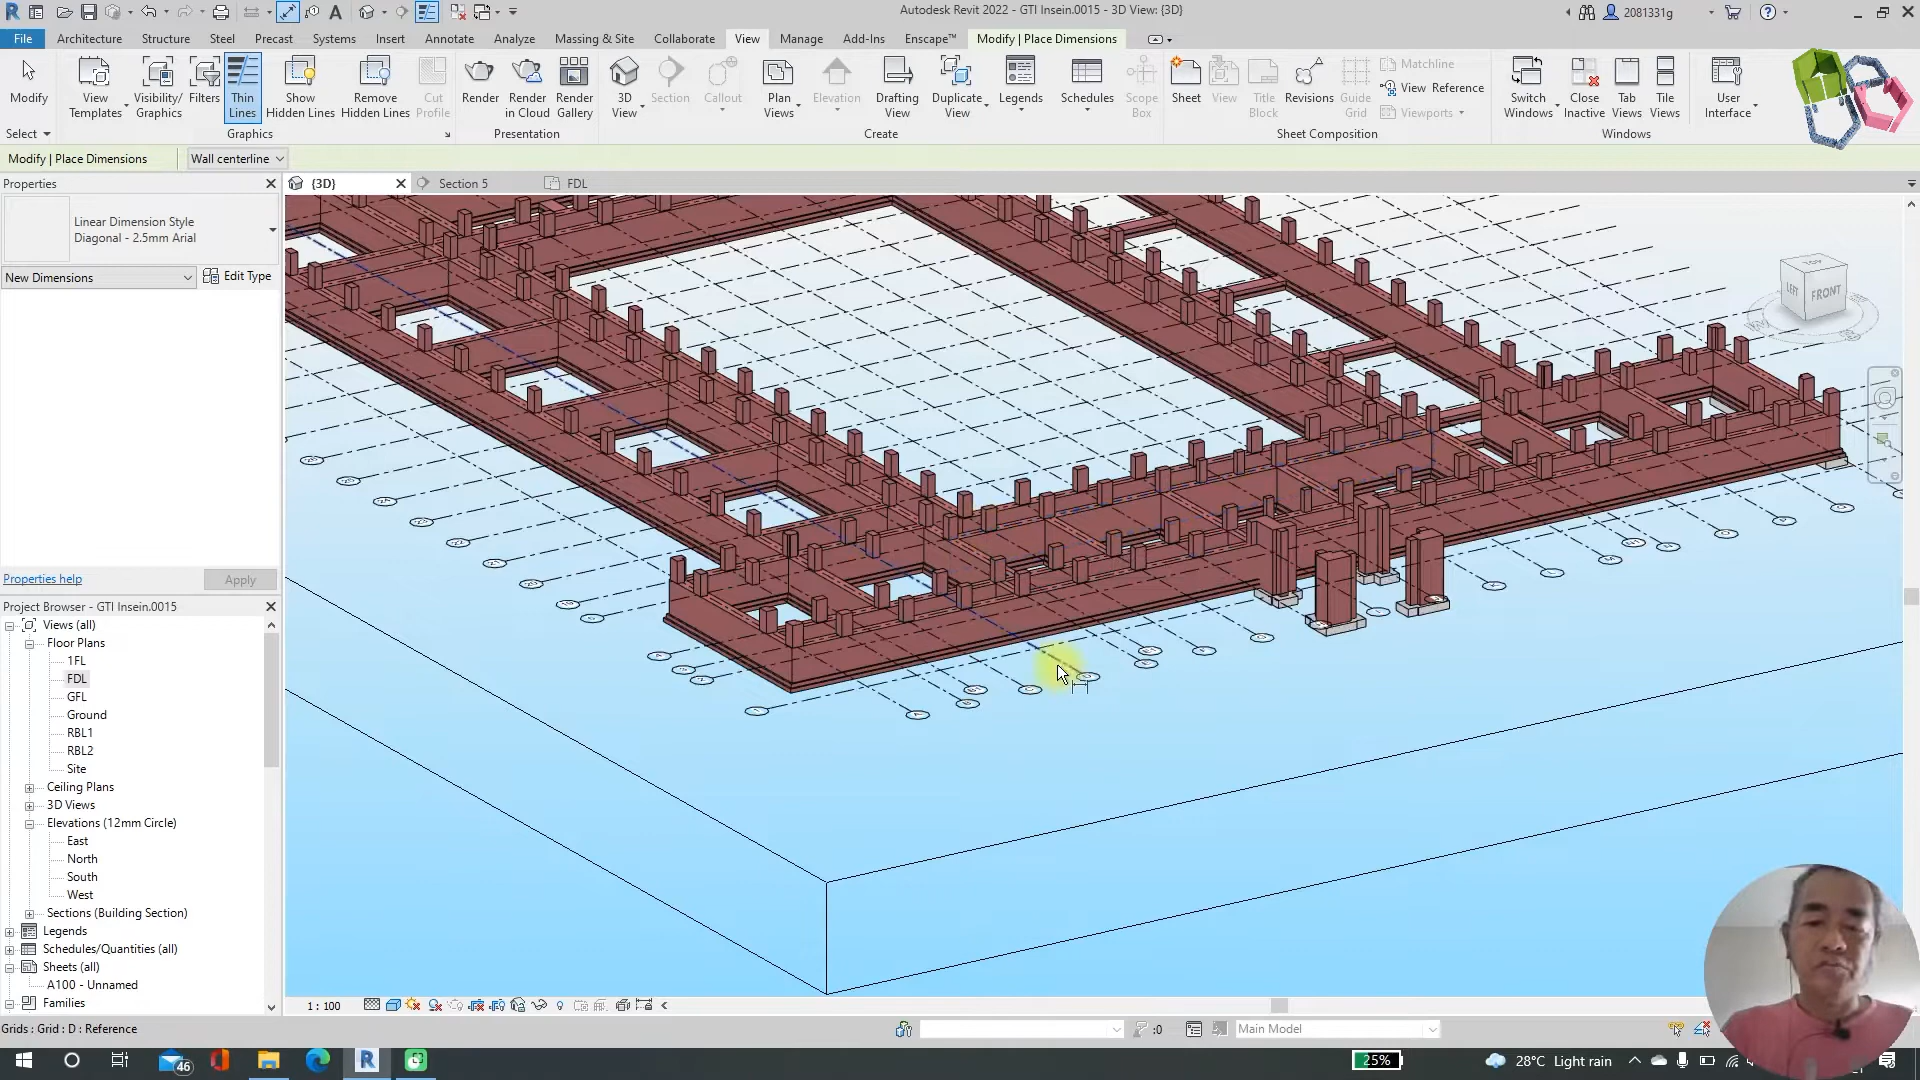 Autodesk Revit 2022 - GTI Insein.0015 - 3D View: {3D}
2081331g
File Architecture Structure Steel Precast Systems Insert Annotate Analyze Massing & Site Collaborate View Manage Add-Ins Enscape™ Modify | Place Dimensions
Modify
View Templates
Visibility/ Graphics
Filters
Thin Lines
Show Hidden Lines
Remove Hidden Lines
Cut Profile
Render
Render in Cloud
Render Gallery
3D View
Section
Callout
Plan Views
Elevation
Drafting View
Duplicate View
Legends
Schedules
Scope Box
Sheet
View
Title Block
Revisions
Guide Grid
Matchline
View Reference
Viewports
Switch Windows
Close Inactive
Tab Views
Tile Views
User Interface
Select Graphics Presentation Create Sheet Composition Windows
Modify | Place Dimensions Wall centerline
Properties
{3D} Section 5 FDL
Linear Dimension Style
Diagonal - 2.5mm Arial
New Dimensions Edit Type
Properties help Apply
Project Browser - GTI Insein.0015
Views (all)
Floor Plans
1FL
FDL
GFL
Ground
RBL1
RBL2
Site
Ceiling Plans
3D Views
Elevations (12mm Circle)
East
North
South
West
Sections (Building Section)
Legends
Schedules/Quantities (all)
Sheets (all)
A100 - Unnamed
Families
TOP
LEFT
FRONT
1 : 100
Grids : Grid : D : Reference
:0
Main Model
46
25%
28°C Light rain